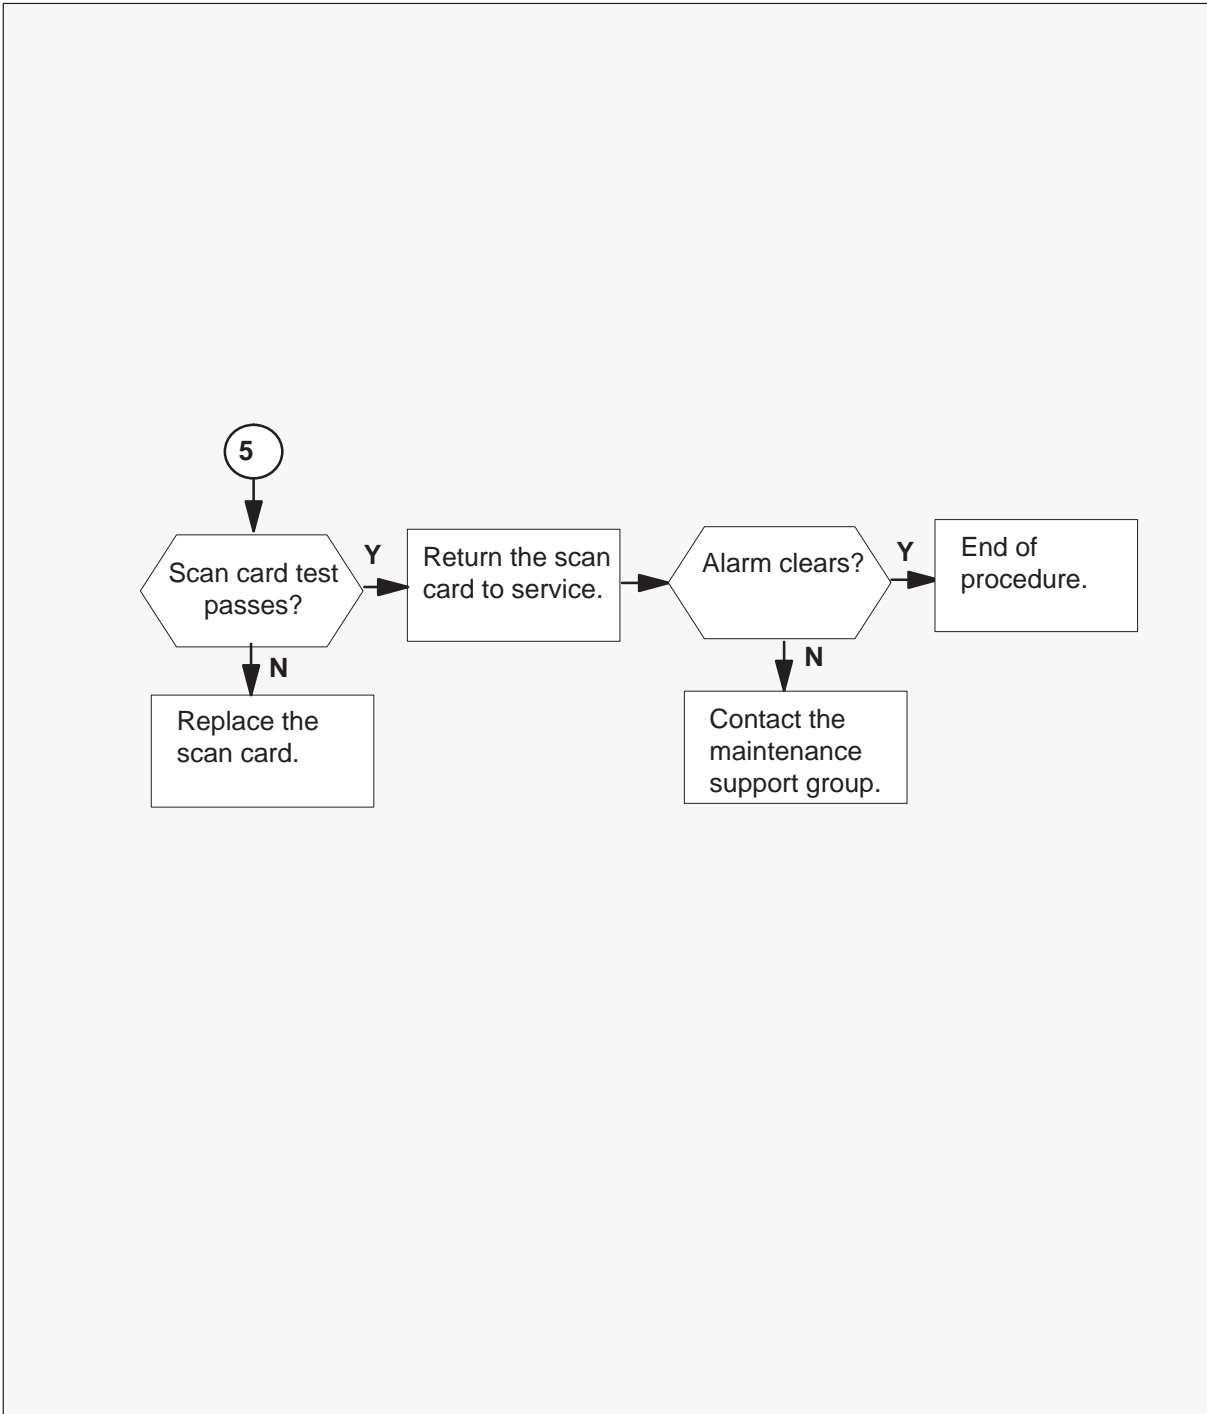 5
Scan card test
passes?
Y
N
Return the scan
card to service.
Alarm clears?
Y
N
End of
procedure.
Replace the
scan card.
Contact the
maintenance
support group.